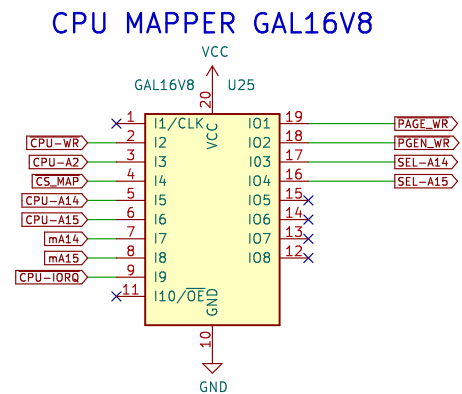 CPU MAPPER GAL16V8
VCC
GAL16V8 U25
20
VCC
1 I1/CLK IO1 19 PAGE_WR
CPU-WR 2 I2 IO2 18 PGEN_WR
CPU-A2 3 I3 IO3 17 SEL-A14
CS_MAP 4 I4 IO4 16 SEL-A15
CPU-A14 5 I5 IO5 15
CPU-A15 6 I6 IO6 14
mA14 7 I7 IO7 13
mA15 8 I8 IO8 12
CPU-IORQ 9 I9
11 I10/OE
GND
10
GND